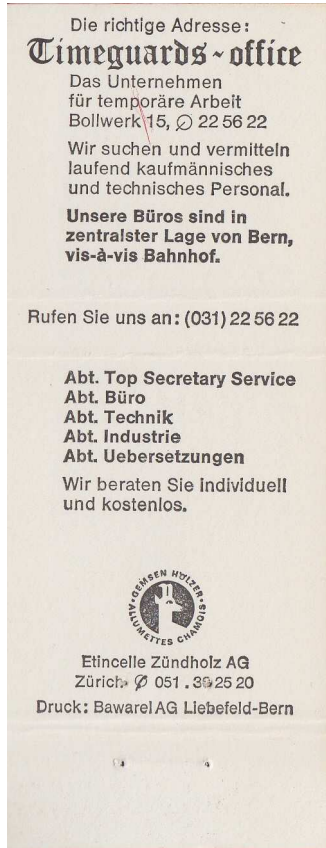 Die richtige Adresse:
Timeguards ~ office
Das Unternehmen
für temporäre Arbeit
Bollwerk 15, ✆ 22 56 22
Wir suchen und vermitteln
laufend kaufmännisches
und technisches Personal.
Unsere Büros sind in
zentralster Lage von Bern,
vis-à-vis Bahnhof.
Rufen Sie uns an: (031) 22 56 22
Abt. Top Secretary Service
Abt. Büro
Abt. Technik
Abt. Industrie
Abt. Uebersetzungen
Wir beraten Sie individuell
und kostenlos.
GEMSEN HÖLZER
ALLUMETTES CHAMOIS
Etincelle Zündholz AG
Zürich ✆ 051 . 39 25 20
Druck: Bawarel AG Liebefeld-Bern